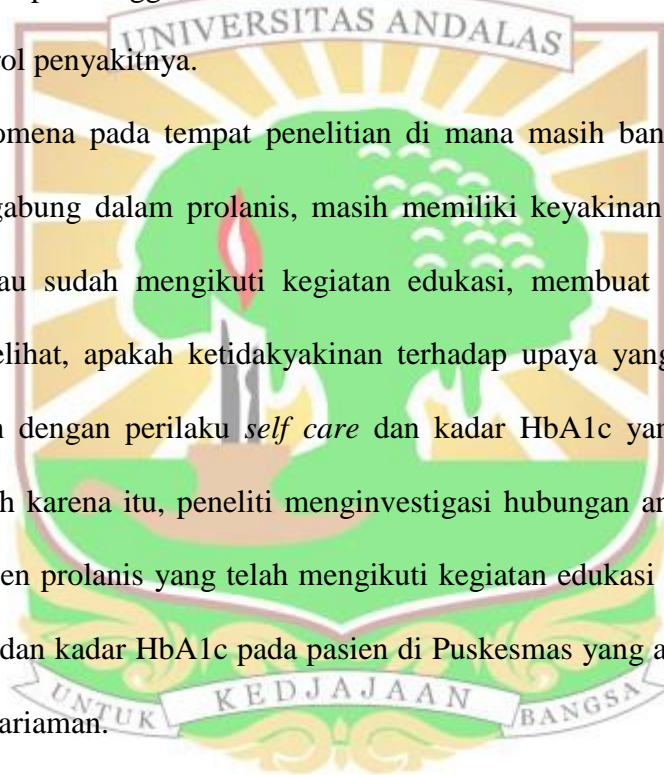 UNIVERSITAS ANDALAS
rol penyakitnya.
omena pada tempat penelitian di mana masih ban
gabung dalam prolanis, masih memiliki keyakinan
au sudah mengikuti kegiatan edukasi, membuat
elihat, apakah ketidakyakinan terhadap upaya yang
n dengan perilaku self care dan kadar HbA1c yan
h karena itu, peneliti menginvestigasi hubungan an
en prolanis yang telah mengikuti kegiatan edukasi
dan kadar HbA1c pada pasien di Puskesmas yang a
ariaman.
UNTUK KEDJAJAAN BANGSA